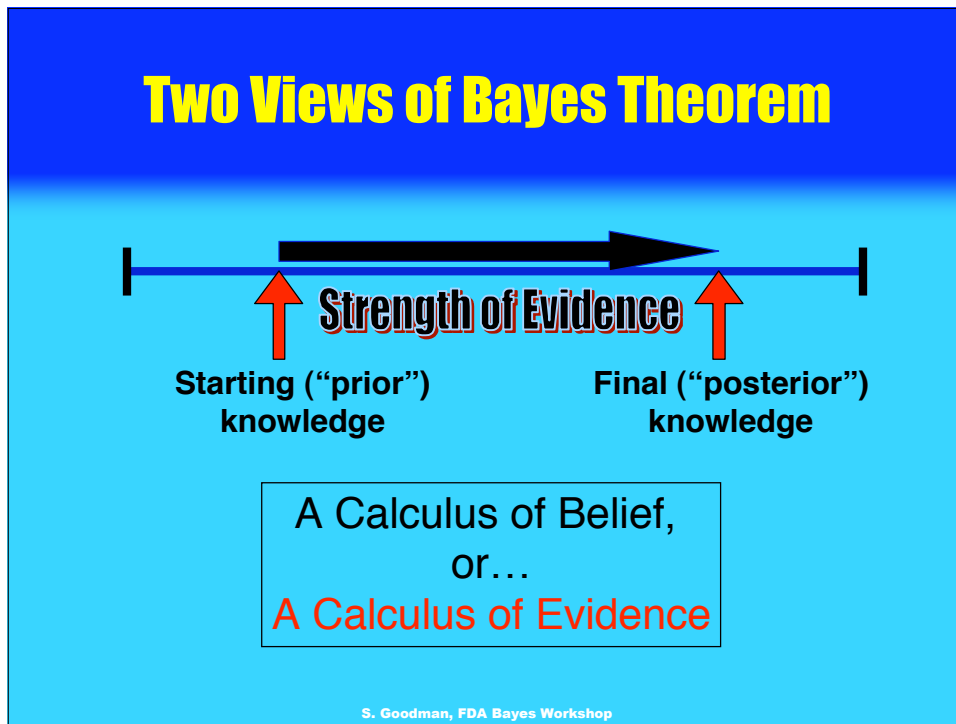 Two Views of Bayes Theorem
Strength of Evidence
Starting (“prior”)
knowledge
Final (“posterior”)
knowledge
A Calculus of Belief,
or…
A Calculus of Evidence
S. Goodman, FDA Bayes Workshop